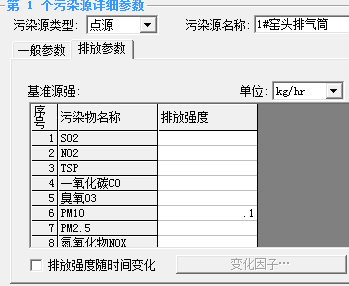 第 1 个污染源详细参数
污染源类型: 点源 污染源名称: 1#窑头排气筒
一般参数 排放参数
基准源强: 单位: kg/hr
序号 污染物名称 排放强度
1 SO2
2 NO2
3 TSP
4 一氧化碳CO
5 臭氧O3
6 PM10 .1
7 PM2.5
8 氮氧化物NOX
排放强度随时间变化 变化因子…